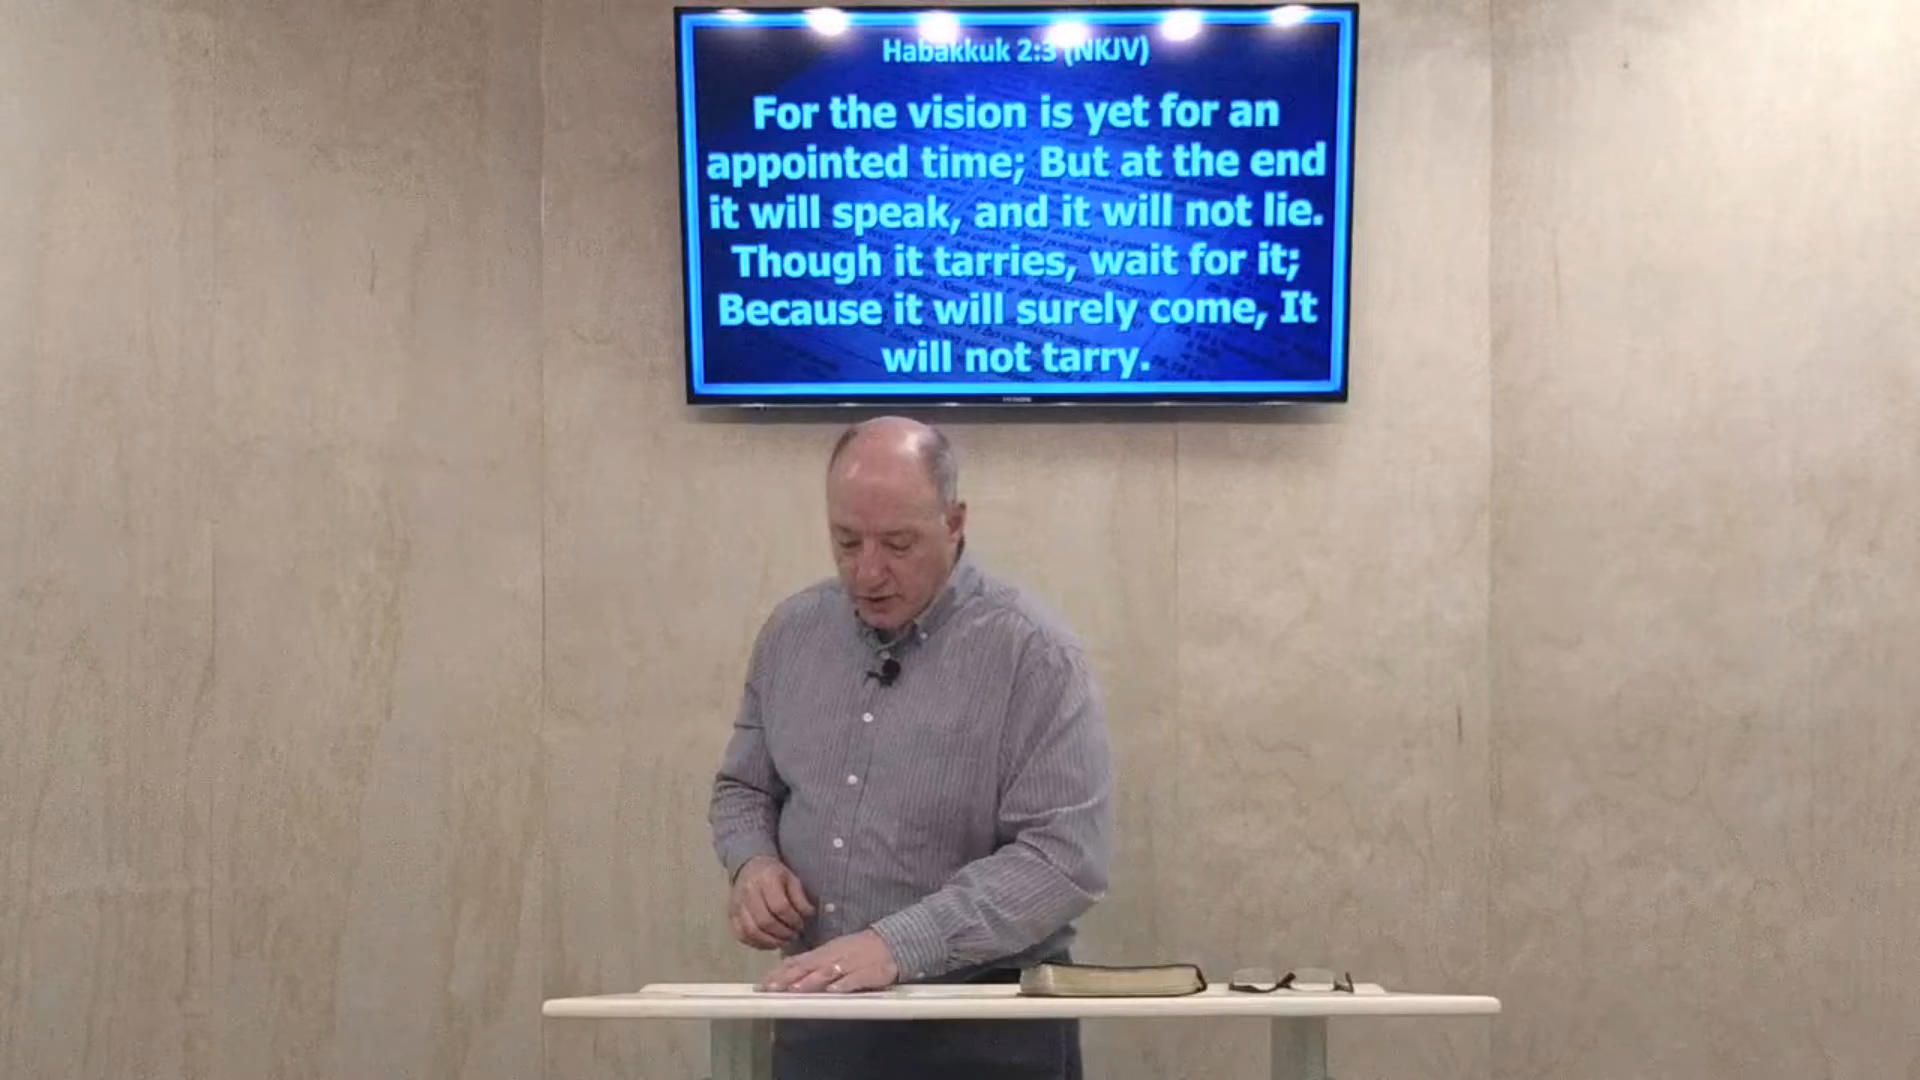 Habakkuk 2:3 (NKJV)
For the vision is yet for an
appointed time; But at the end
it will speak, and it will not lie.
Though it tarries, wait for it;
Because it will surely come, It
will not tarry.